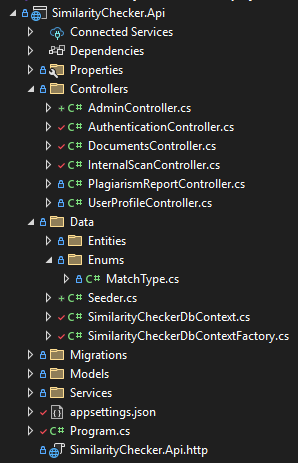 SimilarityChecker.Api
Connected Services
Dependencies
Properties
Controllers
C# AdminController.cs
C# AuthenticationController.cs
C# DocumentsController.cs
C# InternalScanController.cs
C# PlagiarismReportController.cs
C# UserProfileController.cs
Data
Entities
Enums
C# MatchType.cs
C# Seeder.cs
C# SimilarityCheckerDbContext.cs
C# SimilarityCheckerDbContextFactory.cs
Migrations
Models
Services
appsettings.json
C# Program.cs
SimilarityChecker.Api.http